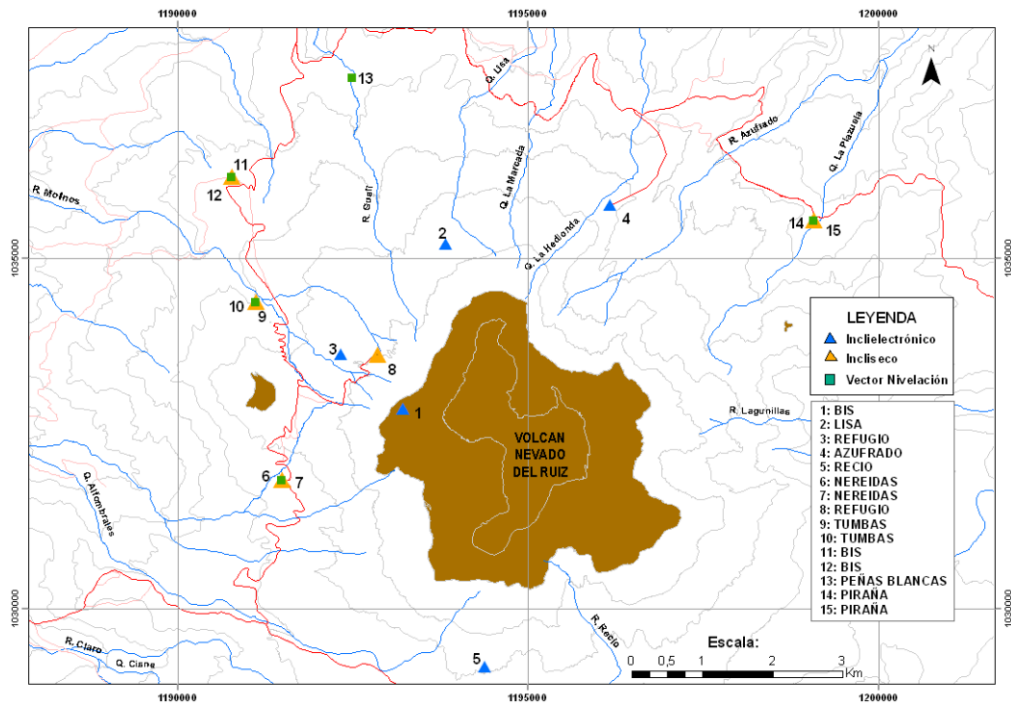 1190000 1195000 1200000
N
13
Q. Lisa
R. Azufrado
Q. La Plazuela
11
12
R. Molinos
R. Gualí
Q. La Marcada
4
2
14 15
Q. La Hedionda
1035000 1035000
10
9
LEYENDA
Inclielectrónico
Incliseco
Vector Nivelación
3
8
1
R. Lagunillas
VOLCAN
NEVADO
DEL RUIZ
6 7
Q. Alfombrales
1: BIS
2: LISA
3: REFUGIO
4: AZUFRADO
5: RECIO
6: NEREIDAS
7: NEREIDAS
8: REFUGIO
9: TUMBAS
10: TUMBAS
11: BIS
12: BIS
13: PEÑAS BLANCAS
14: PIRAÑA
15: PIRAÑA
1030000 1030000
R. Claro
Q. Cisne
R. Recio
5
Escala:
0 0,5 1 2 3
Km
1190000 1195000 1200000